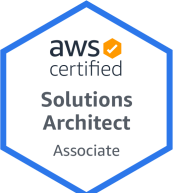 aws
certified
Solutions
Architect
Associate